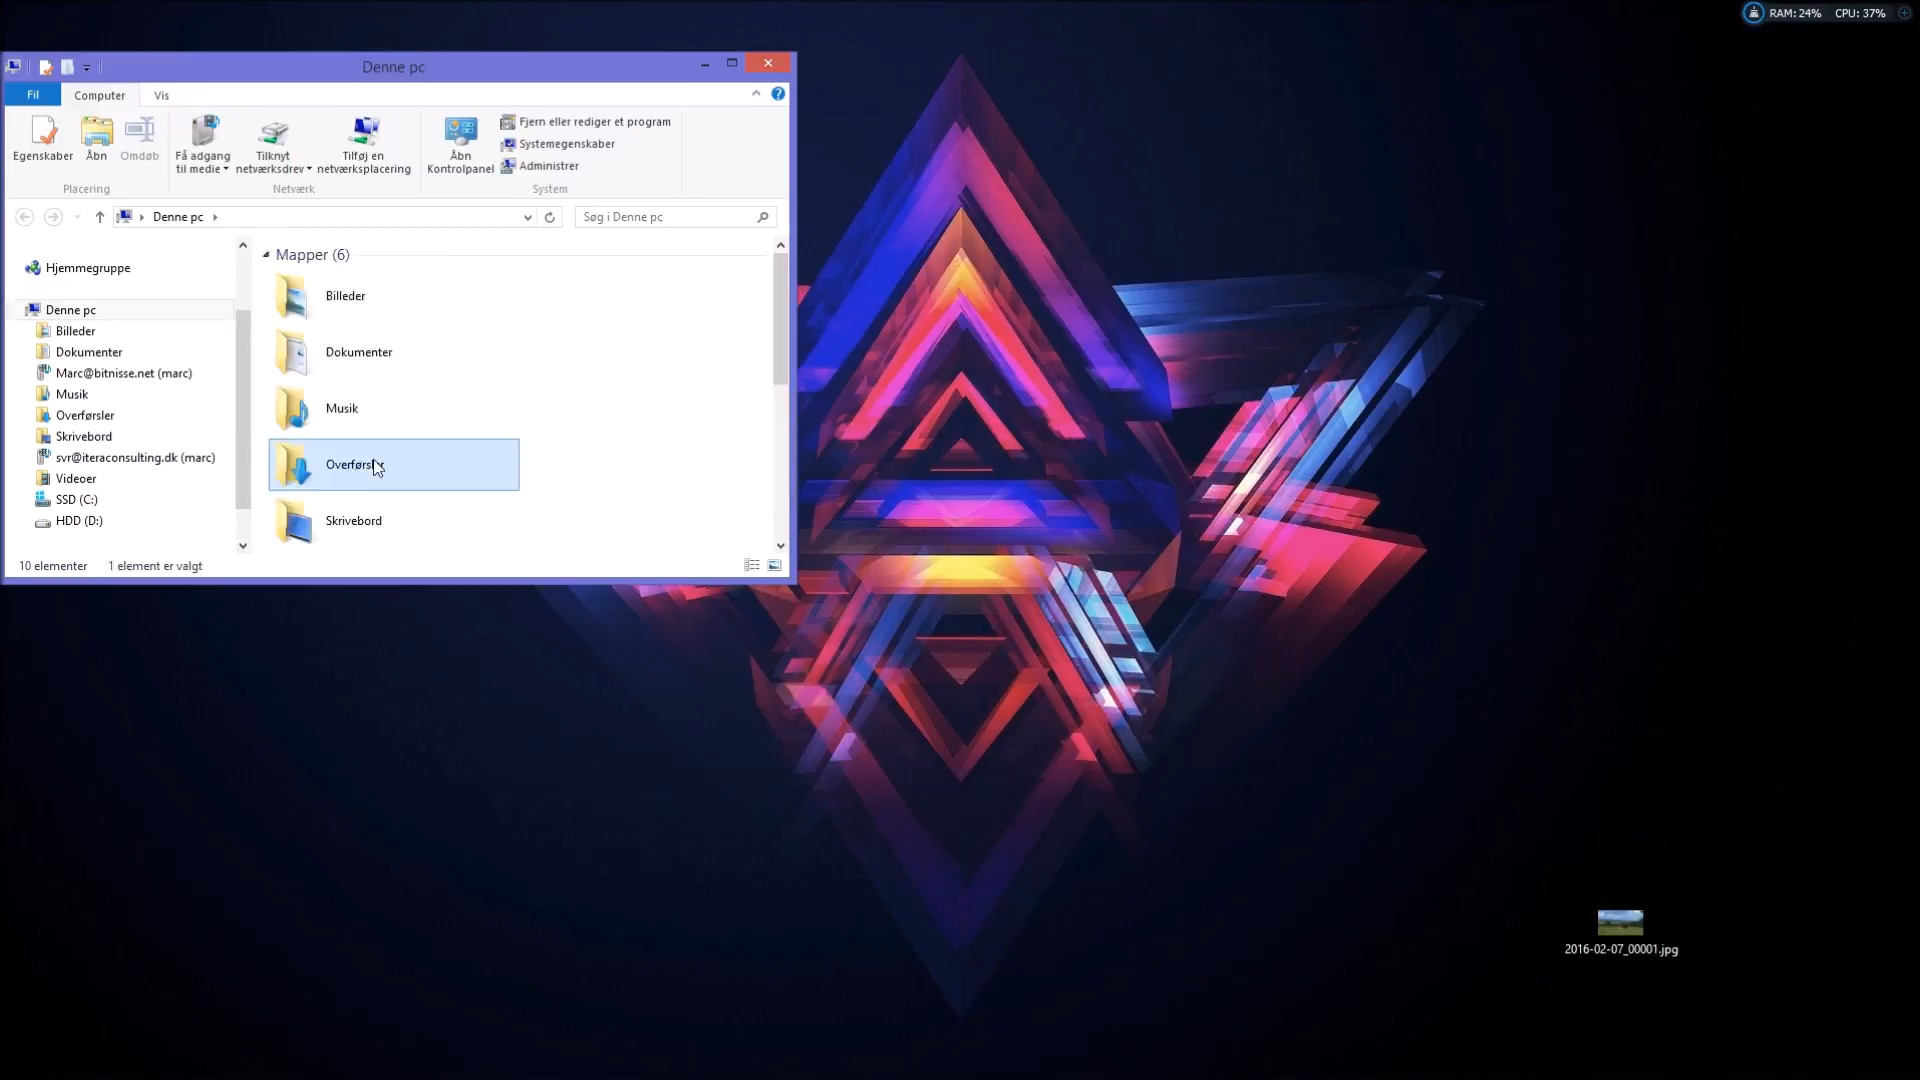 RAM: 24% CPU: 37%
Denne pc
Fil Computer Vis
Egenskaber
Åbn
Omdøb
Få adgang
til medie
Tilknyt
netværksdrev
Tilføj en
netværksplacering
Åbn
Kontrolpanel
Fjern eller rediger et program
Systemegenskaber
Administrer
Placering
Netværk
System
Denne pc
Søg i Denne pc
Hjemmegruppe
Denne pc
Billeder
Dokumenter
Marc@bitnisse.net (marc)
Musik
Overførsler
Skrivebord
svr@iteraconsulting.dk (marc)
Videoer
SSD (C:)
HDD (D:)
Mapper (6)
Billeder
Dokumenter
Musik
Overførsler
Skrivebord
10 elementer 1 element er valgt
2016-02-07_00001.jpg